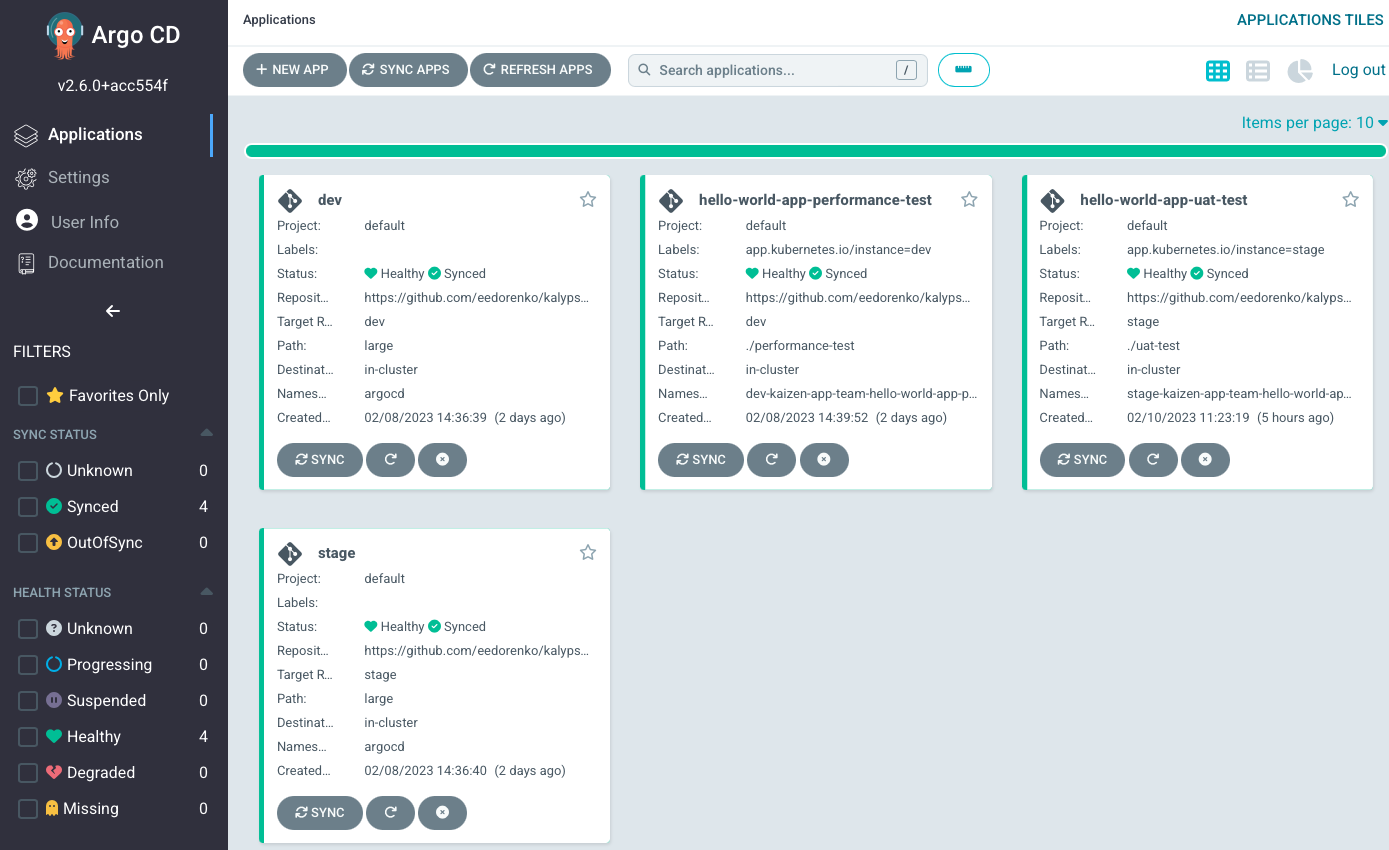 Argo CD
v2.6.0+acc554f
Applications
Settings
User Info
Documentation
FILTERS
Favorites Only
SYNC STATUS
Unknown 0
Synced 4
OutOfSync 0
HEALTH STATUS
Unknown 0
Progressing 0
Suspended 0
Healthy 4
Degraded 0
Missing 0
Applications
APPLICATIONS TILES
NEW APP
SYNC APPS
REFRESH APPS
Search applications...
/
Log out
Items per page: 10
dev
Project: default
Labels:
Status: Healthy Synced
Reposit... https://github.com/eedorenko/kalyps...
Target R... dev
Path: large
Destinat... in-cluster
Names... argocd
Created... 02/08/2023 14:36:39 (2 days ago)
SYNC
hello-world-app-performance-test
Project: default
Labels: app.kubernetes.io/instance=dev
Status: Healthy Synced
Reposit... https://github.com/eedorenko/kalyps...
Target R... dev
Path: ./performance-test
Destinat... in-cluster
Names... dev-kaizen-app-team-hello-world-app-p...
Created... 02/08/2023 14:39:52 (2 days ago)
SYNC
hello-world-app-uat-test
Project: default
Labels: app.kubernetes.io/instance=stage
Status: Healthy Synced
Reposit... https://github.com/eedorenko/kalyps...
Target R... stage
Path: ./uat-test
Destinat... in-cluster
Names... stage-kaizen-app-team-hello-world-ap...
Created... 02/10/2023 11:23:19 (5 hours ago)
SYNC
stage
Project: default
Labels:
Status: Healthy Synced
Reposit... https://github.com/eedorenko/kalyps...
Target R... stage
Path: large
Destinat... in-cluster
Names... argocd
Created... 02/08/2023 14:36:40 (2 days ago)
SYNC